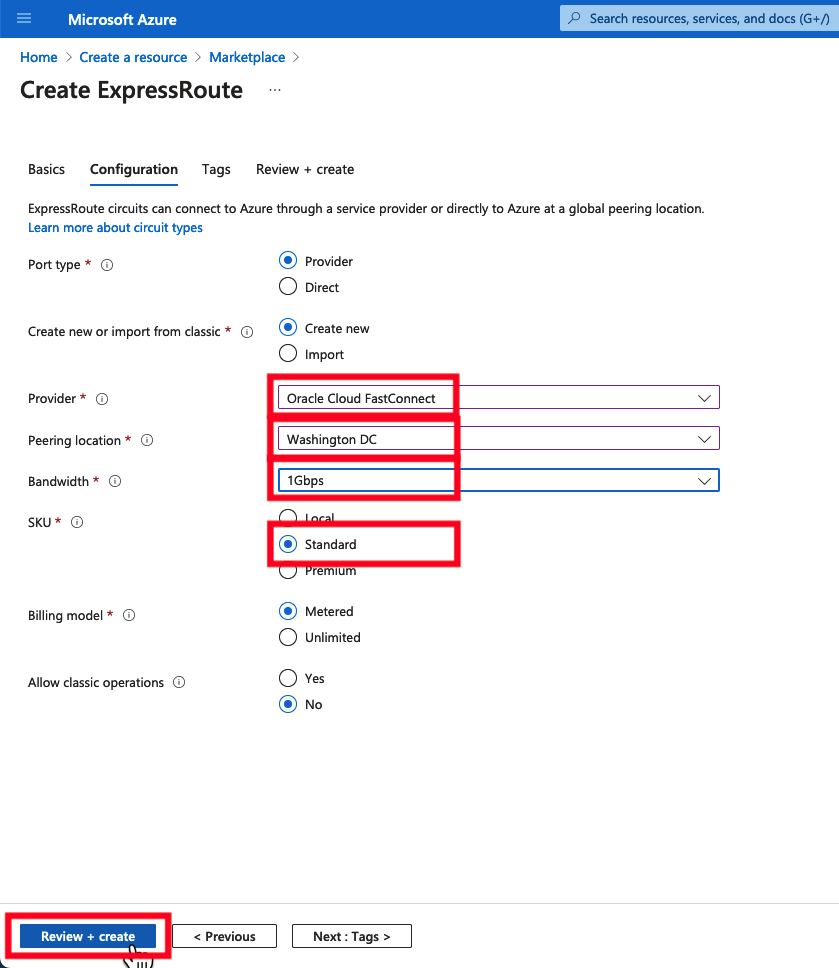 Microsoft Azure
Search resources, services, and docs (G+/)
Home > Create a resource > Marketplace >
Create ExpressRoute ...
Basics Configuration Tags Review + create
ExpressRoute circuits can connect to Azure through a service provider or directly to Azure at a global peering location.
Learn more about circuit types
Port type *
Provider
Direct
Create new or import from classic *
Create new
Import
Provider *
Oracle Cloud FastConnect
Peering location *
Washington DC
Bandwidth *
1Gbps
SKU *
Local
Standard
Premium
Billing model *
Metered
Unlimited
Allow classic operations
Yes
No
Review + create
< Previous
Next : Tags >